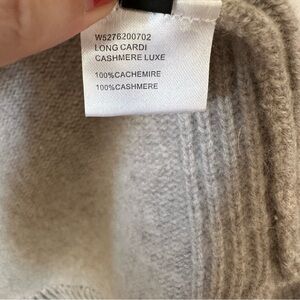 W5276200702
LONG CARDI
CASHMERE LUXE
100%CACHEMIRE
100%CASHMERE